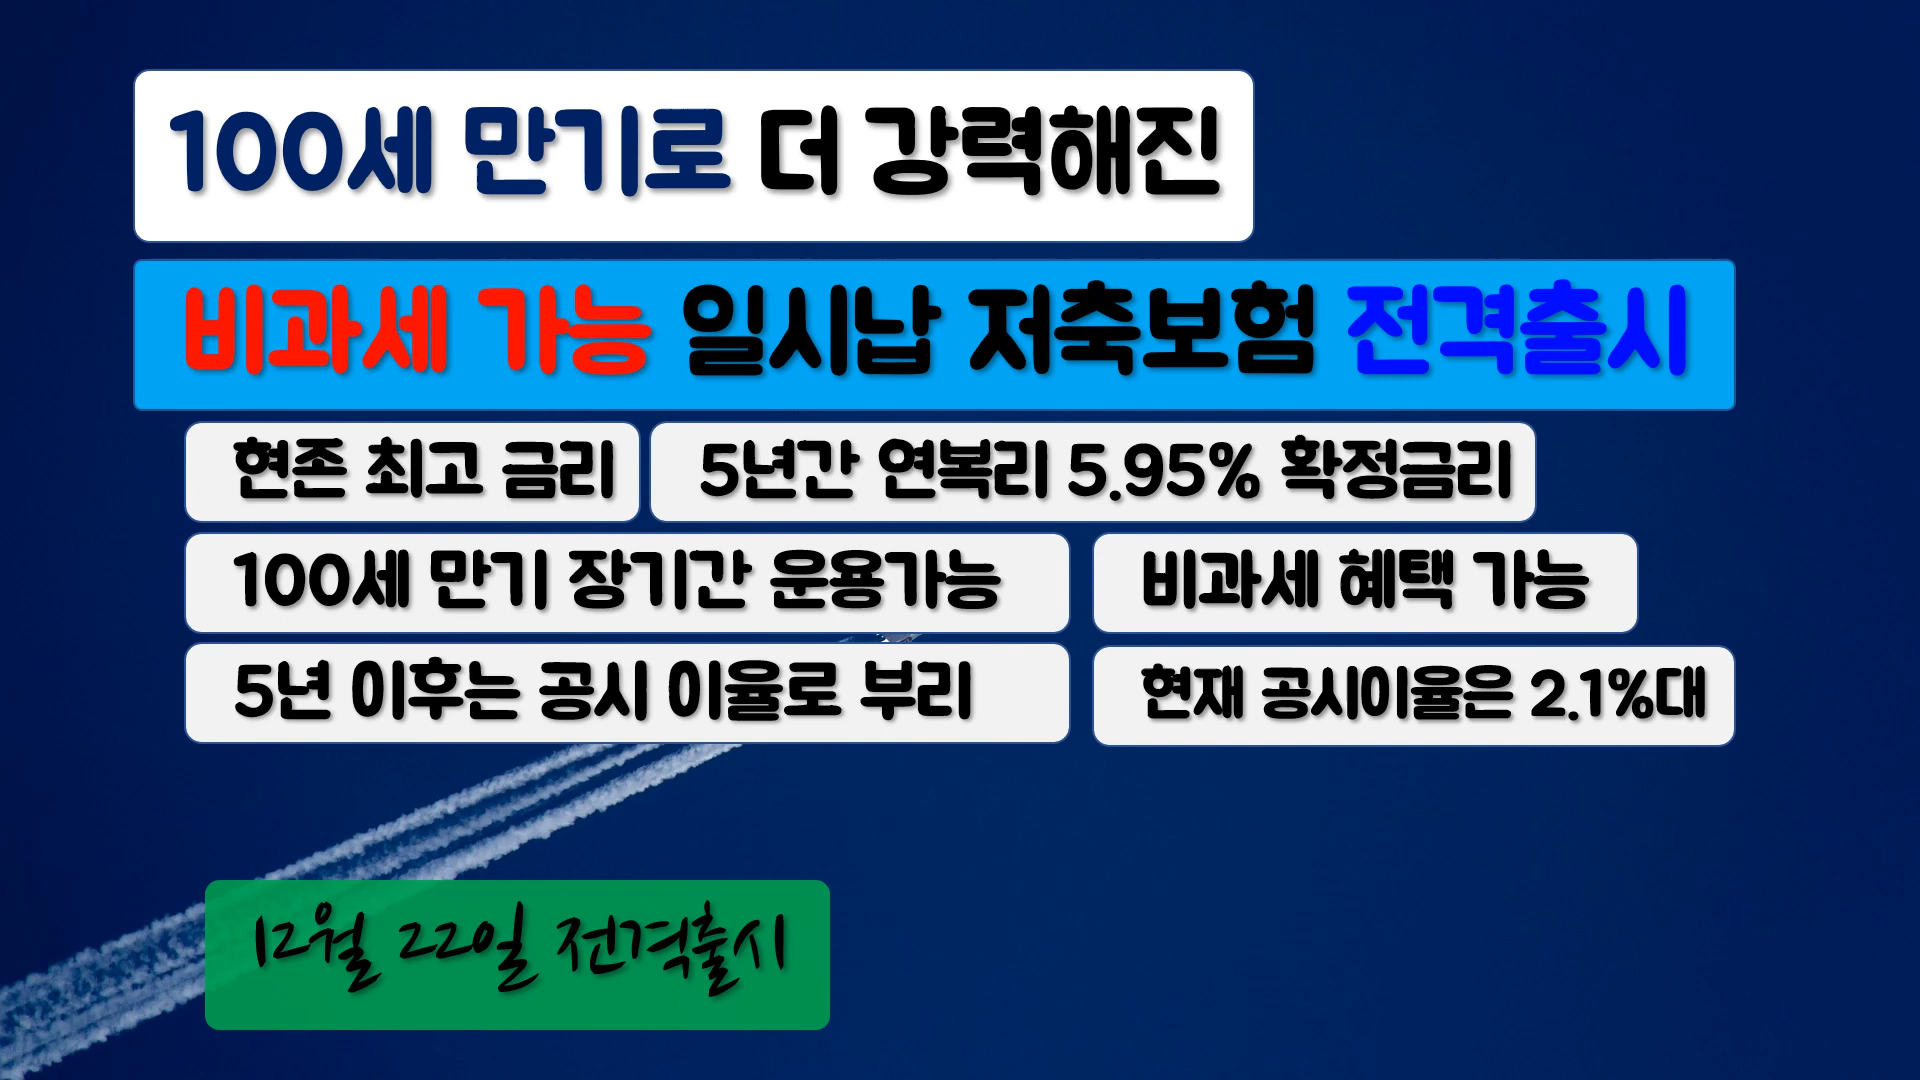 100세 만기로 더 강력해진
비과세 가능 일시납 저축보험 전격출시
현존 최고 금리
5년간 연복리 5.95% 확정금리
100세 만기 장기간 운용가능
비과세 혜택 가능
5년 이후는 공시 이율로 부리
현재 공시이율은 2.1%대
12월 22일 전격출시